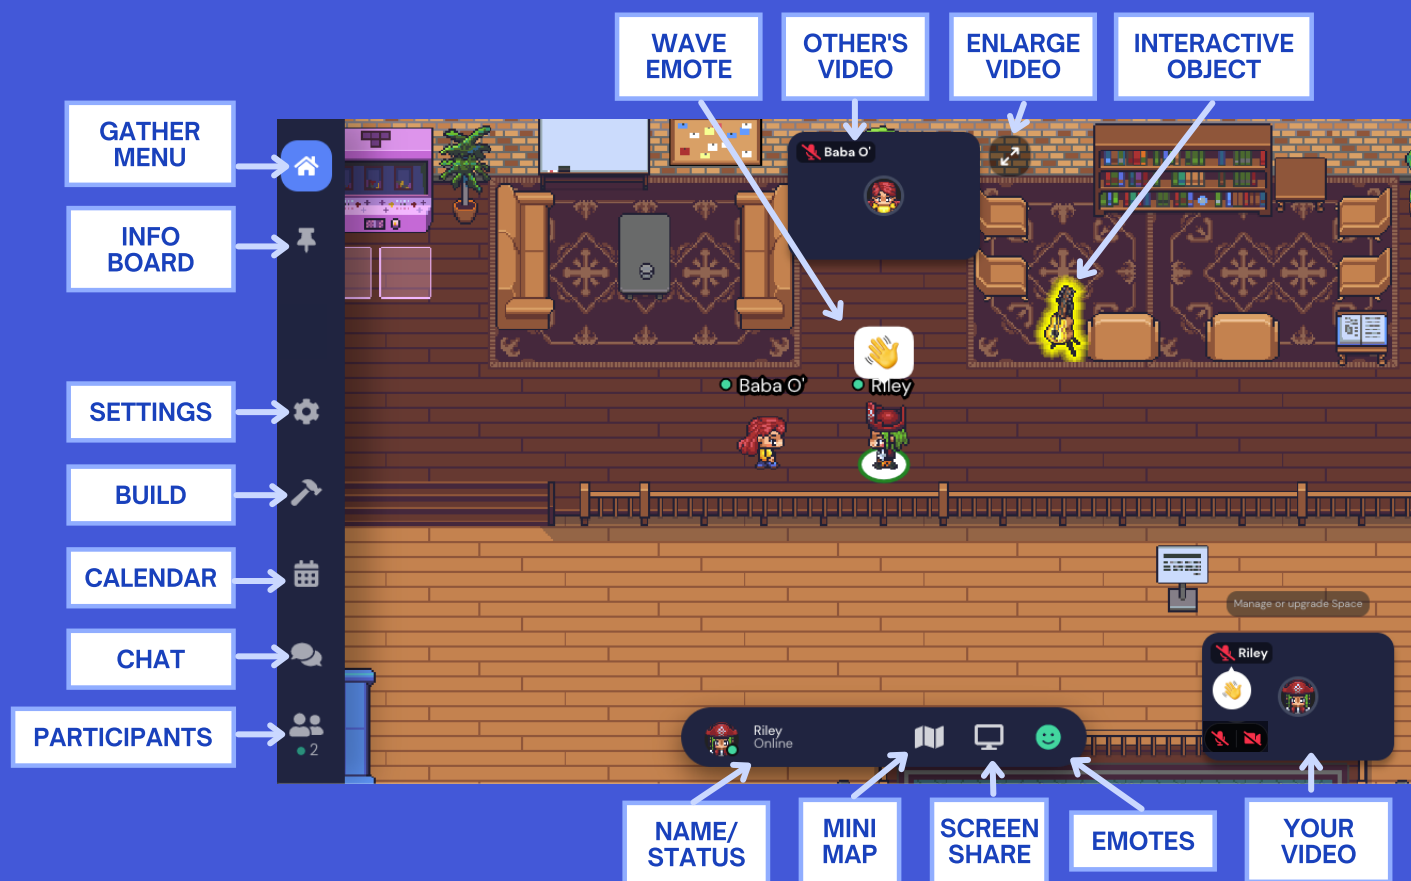 WAVE
EMOTE
OTHER'S
VIDEO
ENLARGE
VIDEO
INTERACTIVE
OBJECT
GATHER
MENU
INFO
BOARD
SETTINGS
BUILD
CALENDAR
CHAT
PARTICIPANTS
2
Baba O'
Baba O'
Riley
Manage or upgrade Space
Riley
Riley
Online
NAME/
STATUS
MINI
MAP
SCREEN
SHARE
EMOTES
YOUR
VIDEO